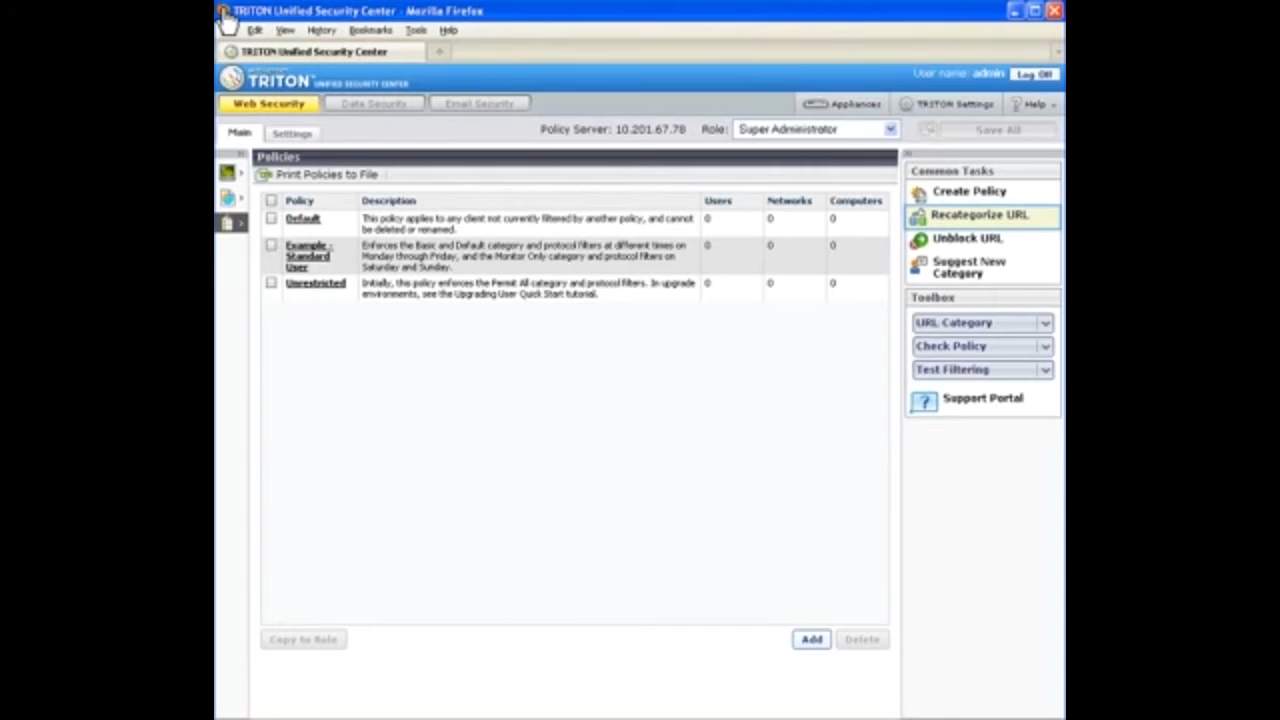 TRITON Unified Security Center - Mozilla Firefox
Edit View History Bookmarks Tools Help
TRITON Unified Security Center
TRITON™ UNIFIED SECURITY CENTER
User name: admin Log Off
Web Security Data Security Email Security
Appliances TRITON Settings Help
Main Settings
Policy Server: 10.201.67.78 Role: Super Administrator Save All
Policies
Print Policies to File
Policy Description Users Networks Computers
Default This policy applies to any client not currently filtered by another policy, and cannot 0 0 0
be deleted or renamed.
Example - Enforces the Basic and Default category and protocol filters at different times on 0 0 0
Standard Monday through Friday, and the Monitor Only category and protocol filters on
User Saturday and Sunday.
Unrestricted Initially, this policy enforces the Permit All category and protocol filters. In upgrade 0 0 0
environments, see the Upgrading User Quick Start tutorial.
Copy to Role Add Delete
Common Tasks
Create Policy
Recategorize URL
Unblock URL
Suggest New
Category
Toolbox
URL Category
Check Policy
Test Filtering
? Support Portal